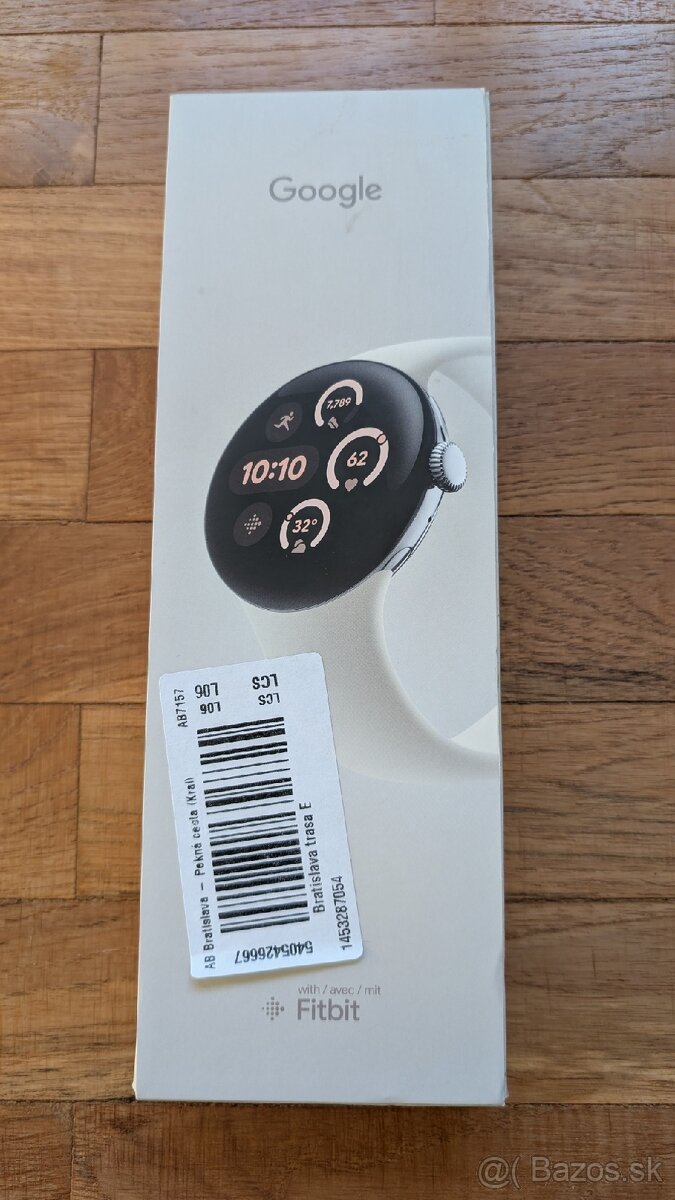 Google
7,789
10:10
62
32°
AB7157
L06
LCS
L06
LCS
AB Bratislava – Pekná cesta (Kral)
5405426667
Bratislava trasa E
1453287054
with / avec / mit
Fitbit
@( Bazos.sk